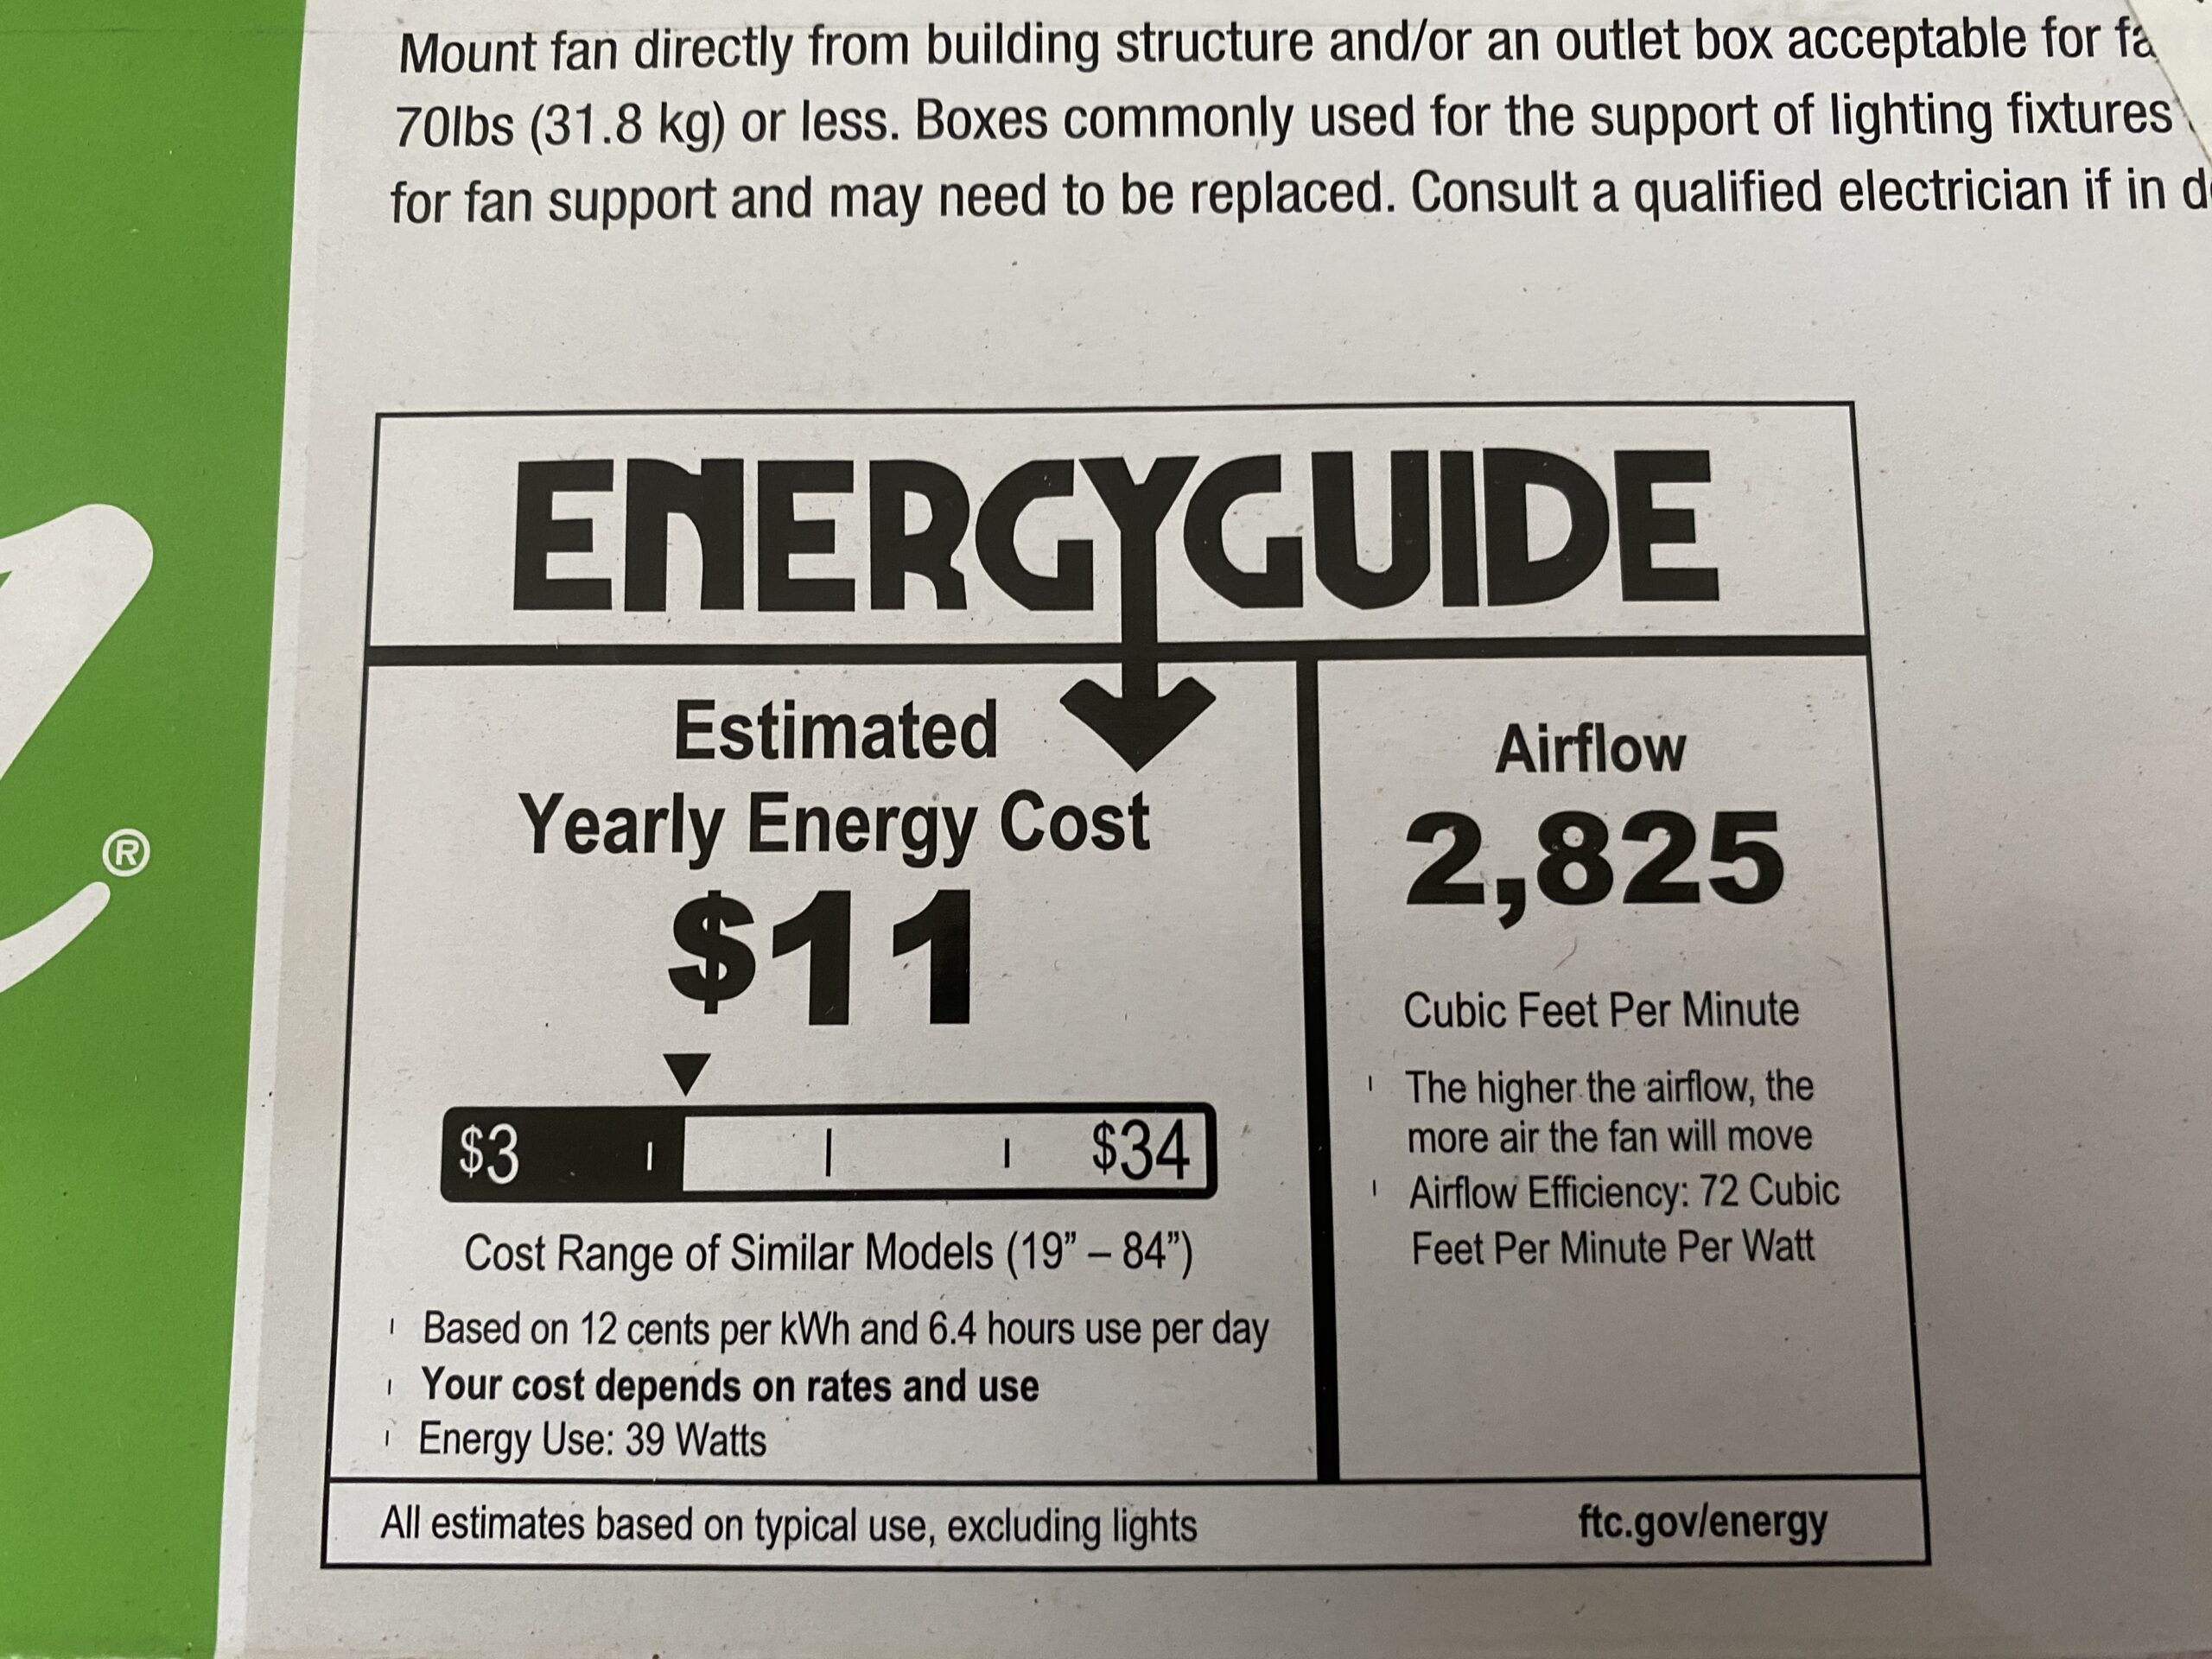 Mount fan directly from building structure and/or an outlet box acceptable for
70lbs (31.8 kg) or less. Boxes commonly used for the support of lighting fixtures
for fan support and may need to be replaced. Consult a qualified electrician if in
ENERGYGUIDE
Estimated
Yearly Energy Cost
$11
$3 $34
Cost Range of Similar Models (19” – 84”)
Based on 12 cents per kWh and 6.4 hours use per day
Your cost depends on rates and use
Energy Use: 39 Watts
Airflow
2,825
Cubic Feet Per Minute
The higher the airflow, the
more air the fan will move
Airflow Efficiency: 72 Cubic
Feet Per Minute Per Watt
All estimates based on typical use, excluding lights
ftc.gov/energy
®